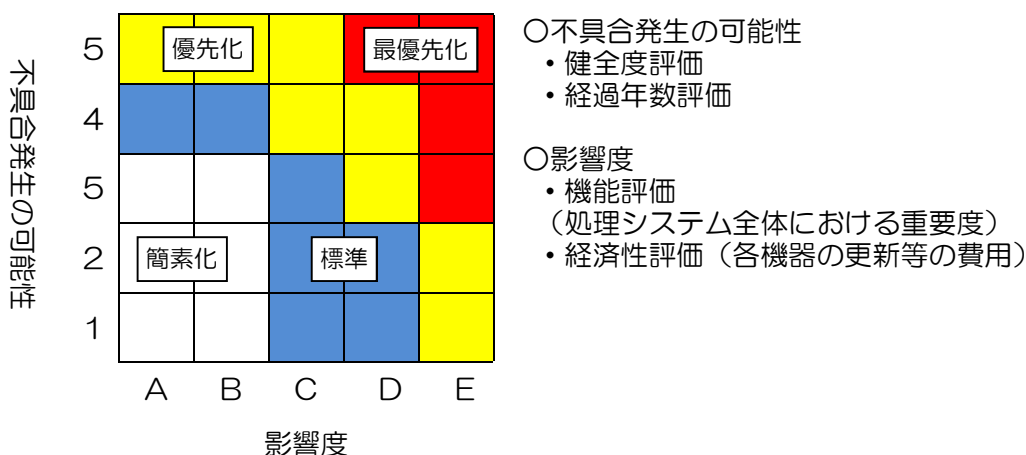 不具合発生の可能性
5
4
5
2
1
優先化
最優先化
簡素化
標準
A B C D E
影響度
〇不具合発生の可能性
・健全度評価
・経過年数評価
〇影響度
・機能評価
（処理システム全体における重要度）
・経済性評価（各機器の更新等の費用）